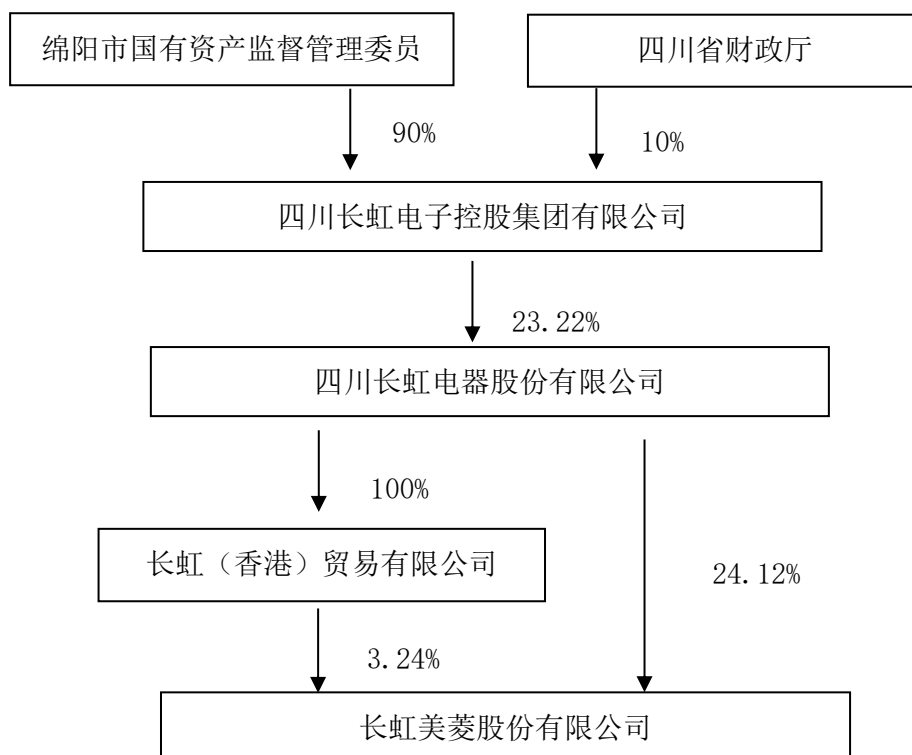 绵阳市国有资产监督管理委员
四川省财政厅
90%
10%
四川长虹电子控股集团有限公司
23.22%
四川长虹电器股份有限公司
100%
长虹（香港）贸易有限公司
24.12%
3.24%
长虹美菱股份有限公司